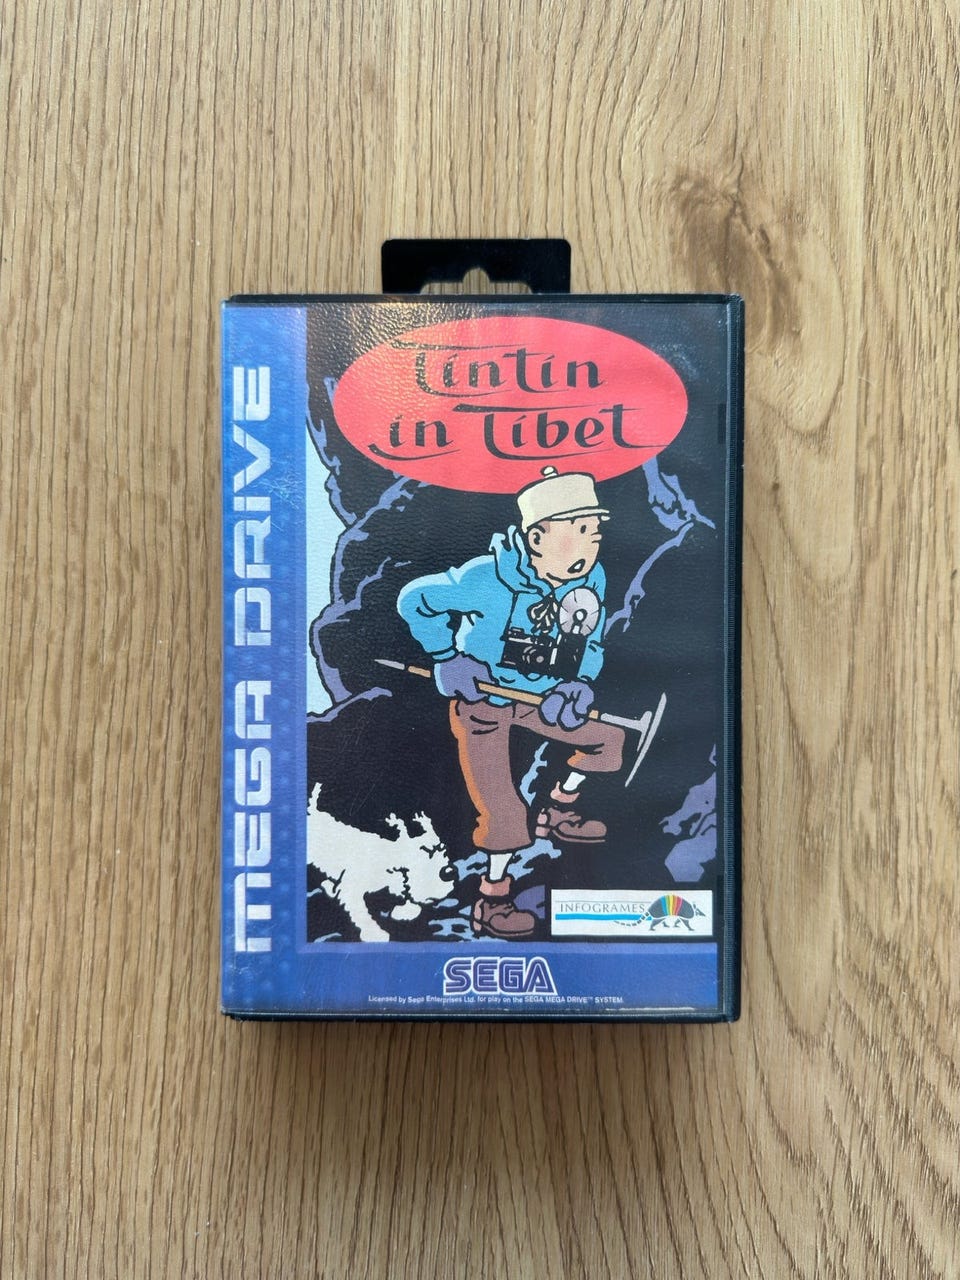 Tintin
in Tibet
MEGA DRIVE
INFOGRAMES
SEGA
Licensed by Sega Enterprises Ltd. for play on the SEGA MEGA DRIVE™ SYSTEM.